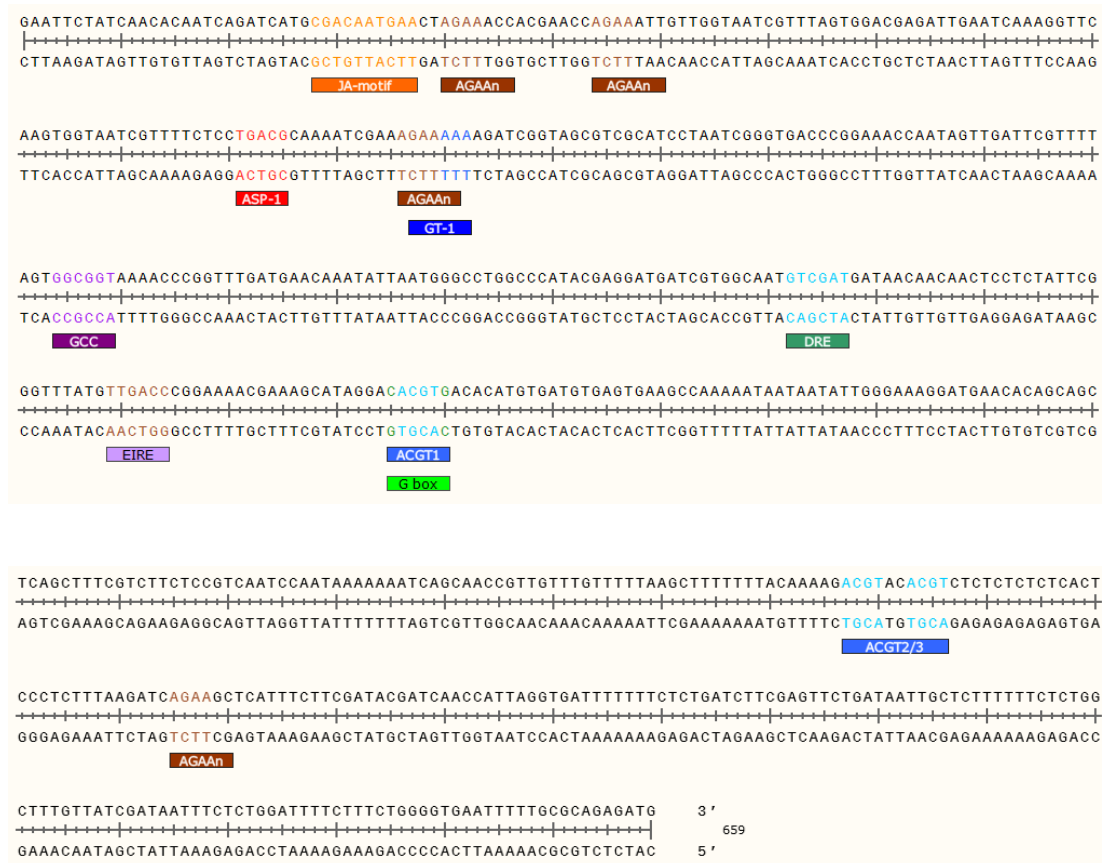 GAATTCTATCAACACAATCAGATCATGCGACAATGAACTAGAAACCACGAACCAGAAATTGTTGGTAATCGTTTAGTGGACGAGATTGAATCAAAGGTTC
CTTAAGATAGTTGTGTTAGTCTAGTACGCTGTTACTTGATCTTTGGTGCTTGGTCTTTAACAACCATTAGCAAATCACCTGCTCTAACTTAGTTTCCAAG
JA-motif AGAAn AGAAn
AAGTGGTAATCGTTTTCTCCTGACGCAAAATCGAAAGAAAAAAGATCGGTAGCGTCGCATCCTAATCGGGTGACCCGGAAACCAATAGTTGATTCGTTTT
TTCACCATTAGCAAAAGAGGACTGCGTTTTAGCTTTCTTTTTTCTAGCCATCGCAGCGTAGGATTAGCCCACTGGGCCTTTGGTTATCAACTAAGCAAAA
ASP-1 AGAAn
GT-1
AGTGGCGGTAAAACCCGGTTTGATGAACAAATATTAATGGGCCTGGCCCATACGAGGATGATCGTGGCAATGTCGATGATAACAACAACTCCTCTATTCG
TCACCGCCATTTTGGGCCAAACTACTTGTTTATAATTACCCGGACCGGGTATGCTCCTACTAGCACCGTTACAGCTACTATTGTTGTTGAGGAGATAAGC
GCC DRE
GGTTTATGTTGACCCGGAAAACGAAAGCATAGGACACGTGACACATGTGATGTGAGTGAAGCCAAAAATAATAATATTGGGAAAGGATGAACACAGCAGC
CCAAATACAACTGGGCCTTTTGCTTTCGTATCCTGTGCACTGTGTACACTACACTCACTTCGGTTTTTATTATTATAACCCTTTCCTACTTGTGTCGTCG
EIRE ACGT1
G box
TCAGCTTTCGTCTTCTCCGTCAATCCAATAAAAAAATCAGCAACCGTTGTTTGTTTTTAAGCTTTTTTTACAAAAGACGTACACGTCTCTCTCTCTCACT
AGTCGAAAGCAGAAGAGGCAGTTAGGTTATTTTTTTAGTCGTTGGCAACAAACAAAAATTCGAAAAAAATGTTTTCTGCATGTGCAGAGAGAGAGAGTGA
ACGT2/3
CCCTCTTTAAGATCAGAAGCTCATTTCTTCGATACGATCAACCATTAGGTGATTTTTTTCTCTGATCTTCGAGTTCTGATAATTGCTCTTTTTTCTCTGG
GGGAGAAATTCTAGTCTTCGAGTAAAGAAGCTATGCTAGTTGGTAATCCACTAAAAAAAGAGACTAGAAGCTCAAGACTATTAACGAGAAAAAAGAGACC
AGAAn
CTTTGTTATCGATAATTTCTCTGGATTTTCTTTCTGGGGTGAATTTTTGCGCAGAGATG 3′
659
GAAACAATAGCTATTAAAGAGACCTAAAAGAAAGACCCCACTTAAAAACGCGTCTCTAC 5′